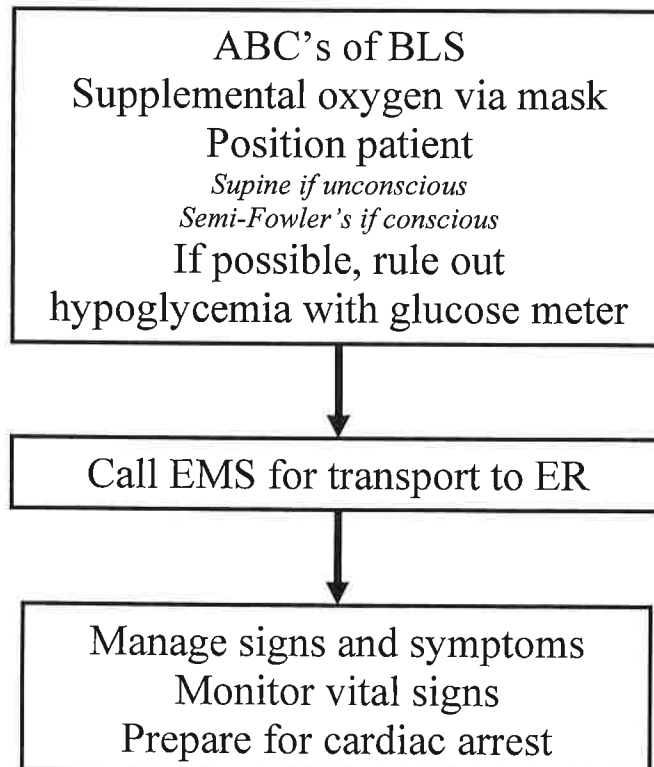 ABC's of BLS
Supplemental oxygen via mask
Position patient
Supine if unconscious
Semi-Fowler's if conscious
If possible, rule out
hypoglycemia with glucose meter
Call EMS for transport to ER
Manage signs and symptoms
Monitor vital signs
Prepare for cardiac arrest